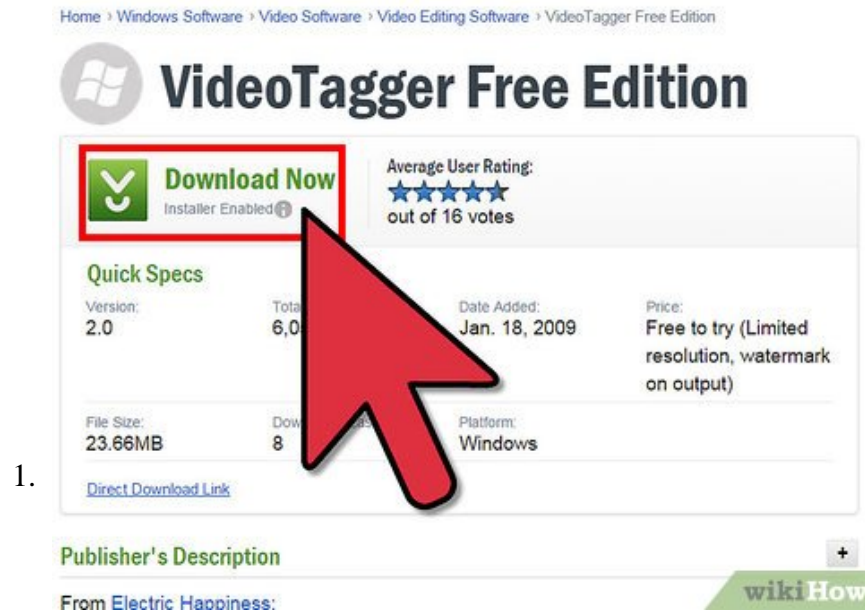 Home › Windows Software › Video Software › Video Editing Software › VideoTagger Free Edition
VideoTagger Free Edition
Download Now
Installer Enabled
Average User Rating:
out of 16 votes
Quick Specs
Version:
2.0
Date Added:
Jan. 18, 2009
Price:
Free to try (Limited
resolution, watermark
on output)
File Size:
23.66MB
8
Platform:
Windows
1.
Direct Download Link
Publisher's Description
+
From Electric Happiness:
wikiHow